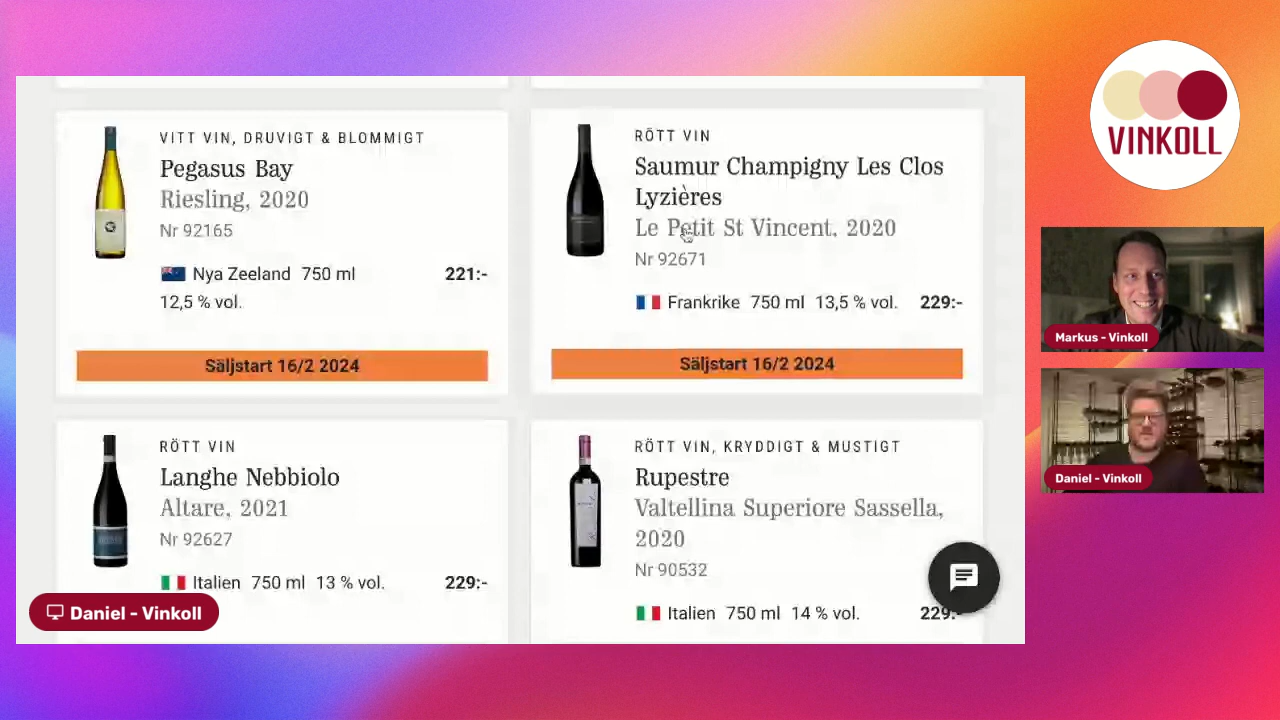 VITT VIN, DRUVIGT & BLOMMIGT
Pegasus Bay
Riesling, 2020
Nr 92165
Nya Zeeland 750 ml 221:-
12,5 % vol.
Säljstart 16/2 2024
RÖTT VIN
Saumur Champigny Les Clos
Lyzières
Le Petit St Vincent, 2020
Nr 92671
Frankrike 750 ml 13,5 % vol. 229:-
Säljstart 16/2 2024
RÖTT VIN
Langhe Nebbiolo
Altare, 2021
Nr 92627
Italien 750 ml 13 % vol. 229:-
RÖTT VIN, KRYDDIGT & MUSTIGT
Rupestre
Valtellina Superiore Sassella,
2020
Nr 90532
Italien 750 ml 14 % vol. 229:-
Daniel - Vinkoll
VINKOLL
Markus - Vinkoll
Daniel - Vinkoll